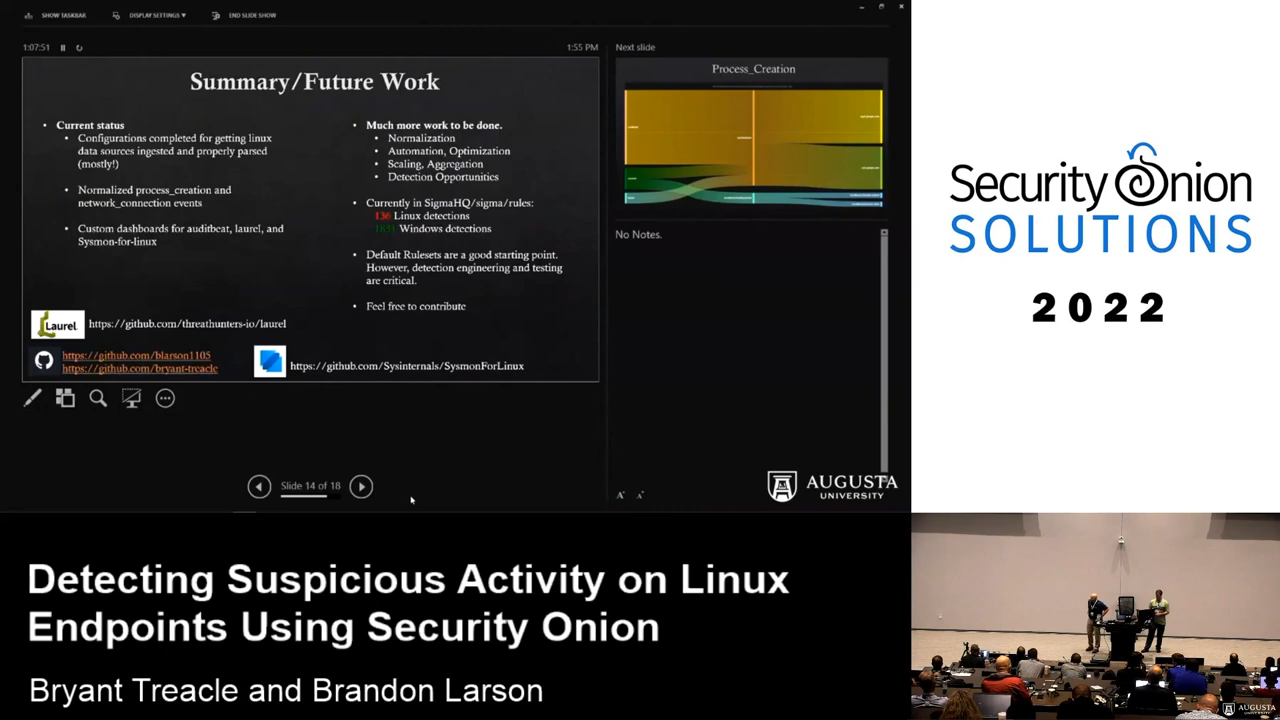 SHOW TASKBAR
DISPLAY SETTINGS
END SLIDE SHOW
1:07:51
1:55 PM
Summary/Future Work
Current status
Configurations completed for getting linux
data sources ingested and properly parsed
(mostly!)
Normalized process_creation and
network_connection events
Custom dashboards for auditbeat, laurel, and
Sysmon-for-linux
Much more work to be done.
Normalization
Automation, Optimization
Scaling, Aggregation
Detection Opportunities
Currently in SigmaHQ/sigma/rules:
136 Linux detections
Windows detections
Default Rulesets are a good starting point.
However, detection engineering and testing
are critical.
Feel free to contribute
Laurel
https://github.com/threathunters-io/laurel
https://github.com/blarson1105
https://github.com/bryant-treacle
https://github.com/Sysinternals/SysmonForLinux
Slide 14 of 18
Next slide
Process_Creation
No Notes.
A
A
AUGUSTA
UNIVERSITY
Security Onion
SOLUTIONS
2022
Detecting Suspicious Activity on Linux
Endpoints Using Security Onion
Bryant Treacle and Brandon Larson
AUGUSTA